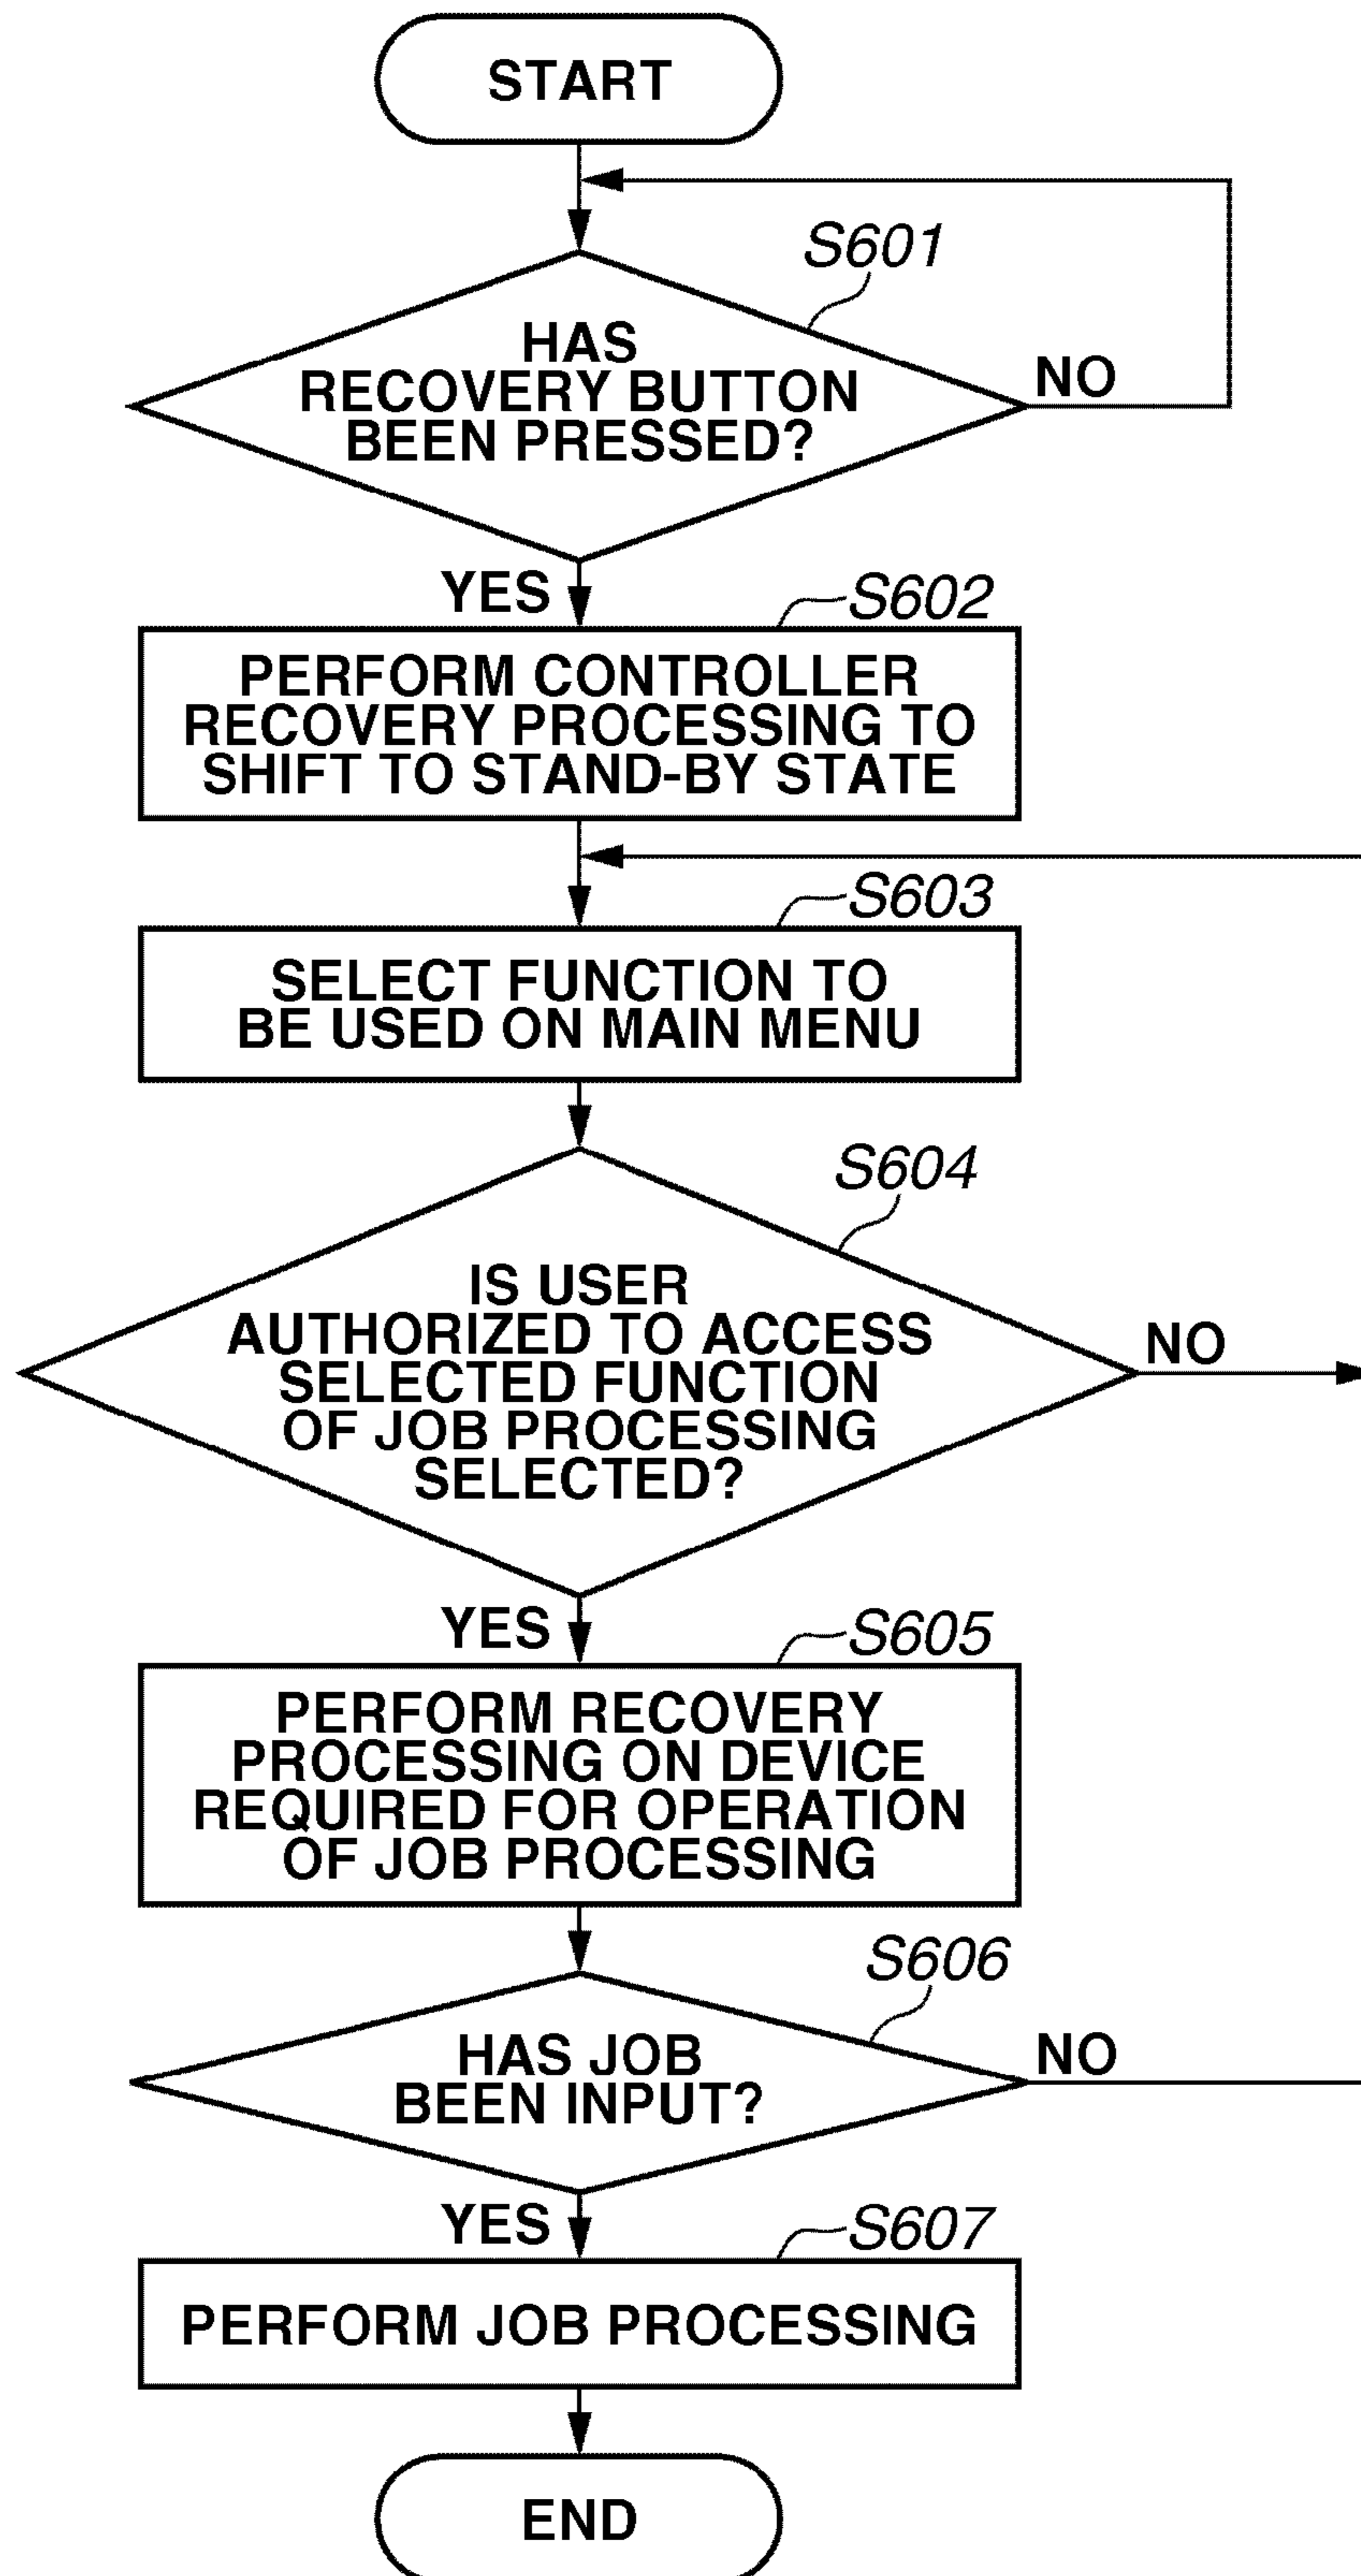 START
S601
HAS
RECOVERY BUTTON
BEEN PRESSED?
NO
YES
S602
PERFORM CONTROLLER
RECOVERY PROCESSING TO
SHIFT TO STAND-BY STATE
S603
SELECT FUNCTION TO
BE USED ON MAIN MENU
S604
IS USER
AUTHORIZED TO ACCESS
SELECTED FUNCTION
OF JOB PROCESSING
SELECTED?
NO
YES
S605
PERFORM RECOVERY
PROCESSING ON DEVICE
REQUIRED FOR OPERATION
OF JOB PROCESSING
S606
HAS JOB
BEEN INPUT?
NO
YES
S607
PERFORM JOB PROCESSING
END